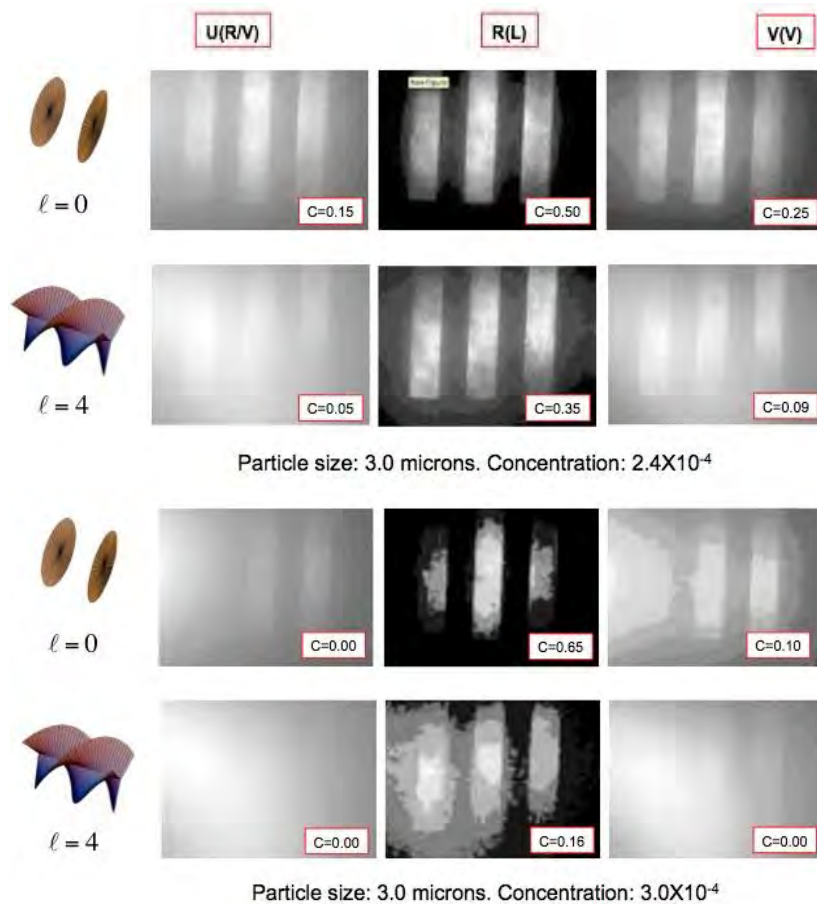 U(R/V) R(L) V(V)
New Figure
ℓ = 0
C=0.15 C=0.50 C=0.25
ℓ = 4
C=0.05 C=0.35 C=0.09
Particle size: 3.0 microns. Concentration: 2.4X10⁻⁴
ℓ = 0
C=0.00 C=0.65 C=0.10
ℓ = 4
C=0.00 C=0.16 C=0.00
Particle size: 3.0 microns. Concentration: 3.0X10⁻⁴